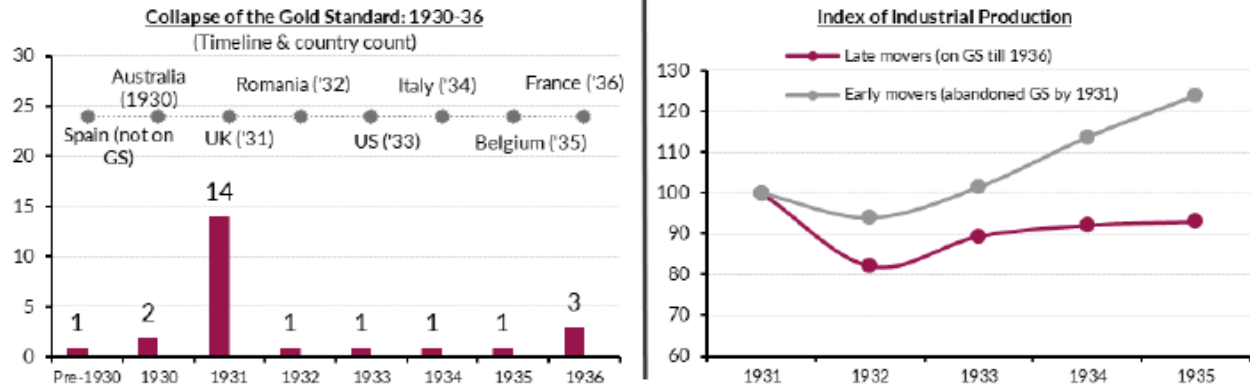 Collapse of the Gold Standard: 1930-36
(Timeline & country count)
30
25
20
15
10
5
0
Australia
(1930)
Romania ('32)
Italy ('34)
France ('36)
Spain (not on
GS)
UK ('31)
US ('33)
Belgium ('35)
1
2
14
1
1
1
1
3
Pre-1930 1930 1931 1932 1933 1934 1935 1936
Index of Industrial Production
Late movers (on GS till 1936)
Early movers (abandoned GS by 1931)
130
120
110
100
90
80
70
60
1931 1932 1933 1934 1935